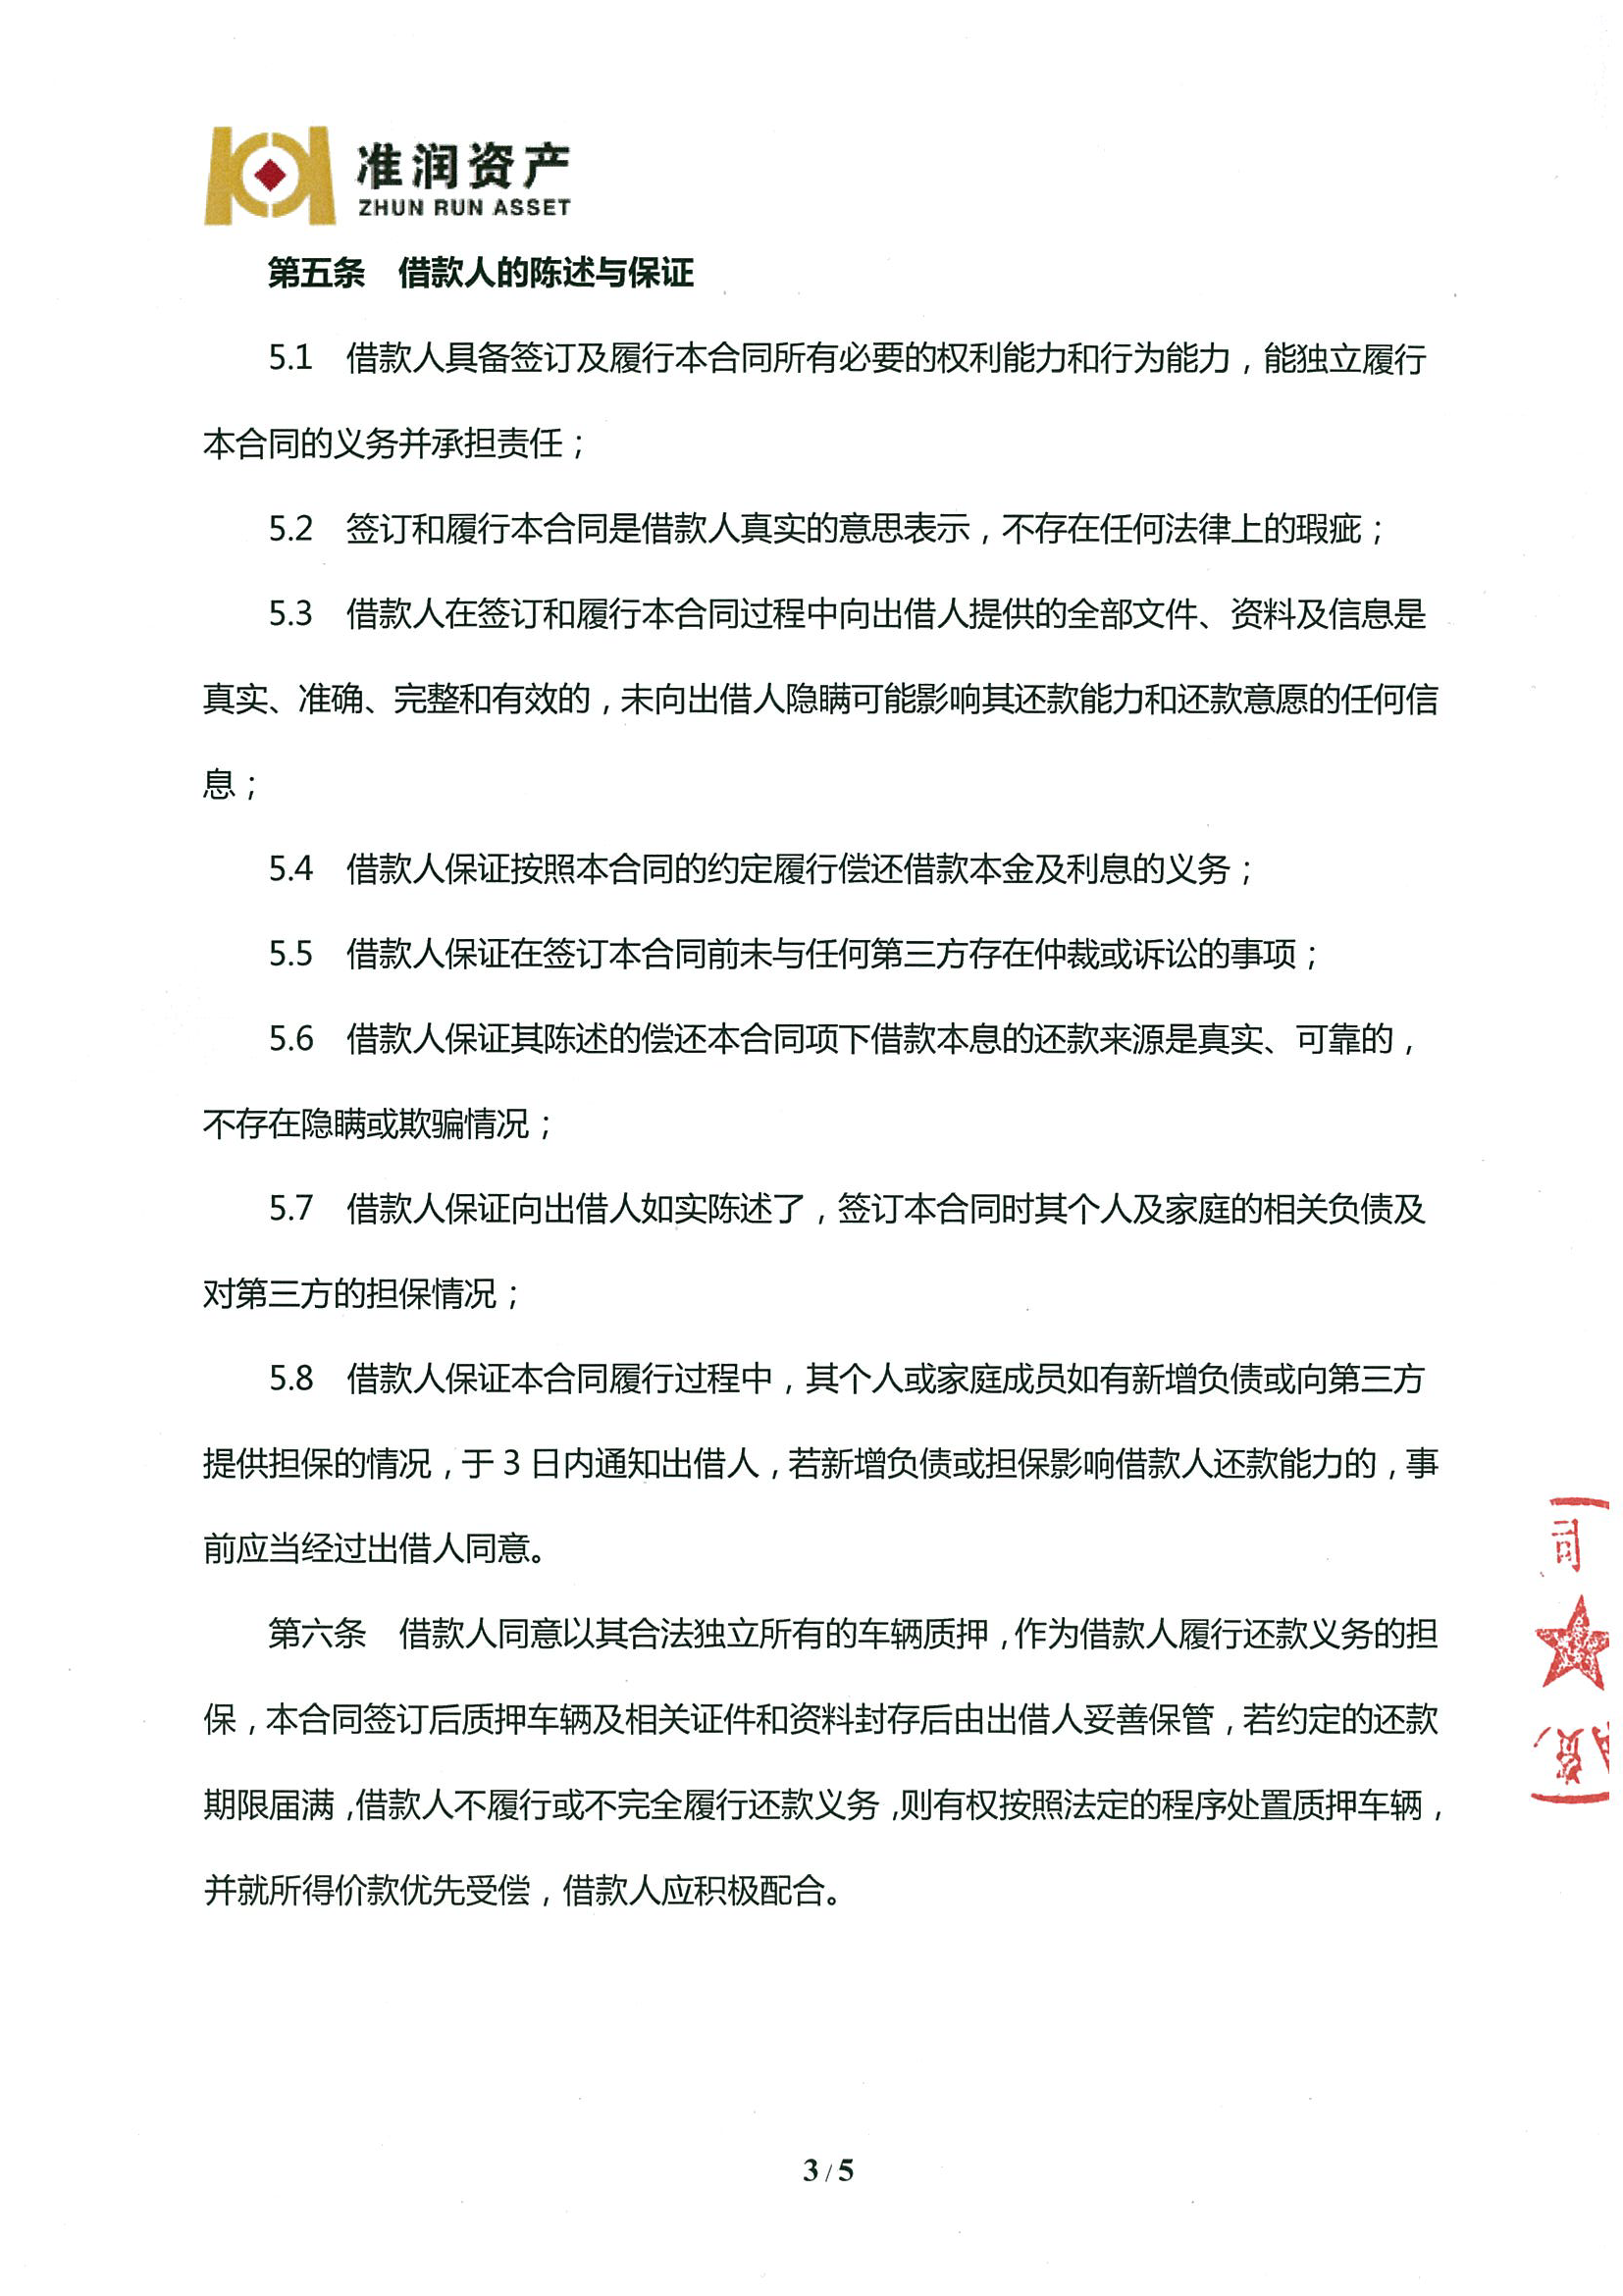 准润资产
ZHUN RUN ASSET
第五条　借款人的陈述与保证
5.1　借款人具备签订及履行本合同所有必要的权利能力和行为能力，能独立履行
本合同的义务并承担责任；
5.2　签订和履行本合同是借款人真实的意思表示，不存在任何法律上的瑕疵；
5.3　借款人在签订和履行本合同过程中向出借人提供的全部文件、资料及信息是
真实、准确、完整和有效的，未向出借人隐瞒可能影响其还款能力和还款意愿的任何信
息；
5.4　借款人保证按照本合同的约定履行偿还借款本金及利息的义务；
5.5　借款人保证在签订本合同前未与任何第三方存在仲裁或诉讼的事项；
5.6　借款人保证其陈述的偿还本合同项下借款本息的还款来源是真实、可靠的，
不存在隐瞒或欺骗情况；
5.7　借款人保证向出借人如实陈述了，签订本合同时其个人及家庭的相关负债及
对第三方的担保情况；
5.8　借款人保证本合同履行过程中，其个人或家庭成员如有新增负债或向第三方
提供担保的情况，于 3 日内通知出借人，若新增负债或担保影响借款人还款能力的，事
前应当经过出借人同意。
第六条　借款人同意以其合法独立所有的车辆质押，作为借款人履行还款义务的担
保，本合同签订后质押车辆及相关证件和资料封存后由出借人妥善保管，若约定的还款
期限届满，借款人不履行或不完全履行还款义务，则有权按照法定的程序处置质押车辆，
并就所得价款优先受偿，借款人应积极配合。
司
资
3 / 5